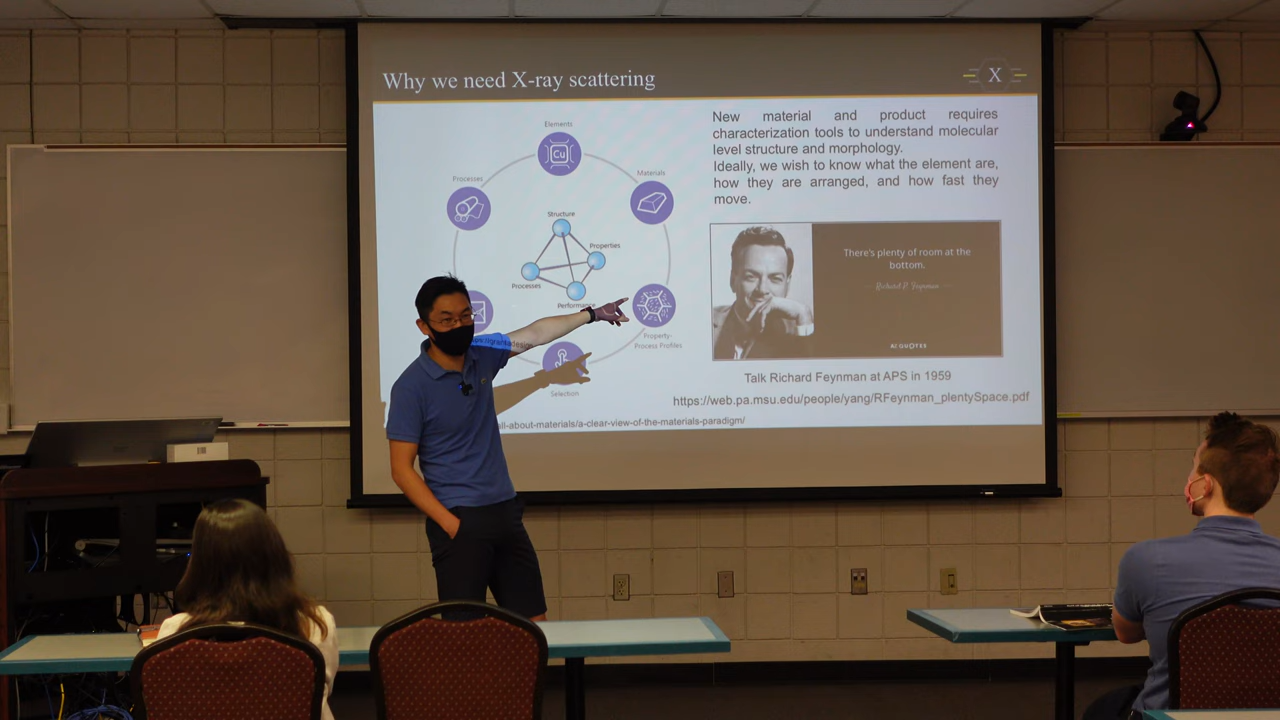 Why we need X-ray scattering
X
Elements
Cu
Processes
Materials
Structure
Properties
Processes
Performance
Property-
Process Profiles
Selection
all-about-materials/a-clear-view-of-the-materials-paradigm/
New material and product requires
characterization tools to understand molecular
level structure and morphology.
Ideally, we wish to know what the element are,
how they are arranged, and how fast they
move.
There's plenty of room at the
bottom.
Richard P. Feynman
AZ QUOTES
Talk Richard Feynman at APS in 1959
https://web.pa.msu.edu/people/yang/RFeynman_plentySpace.pdf